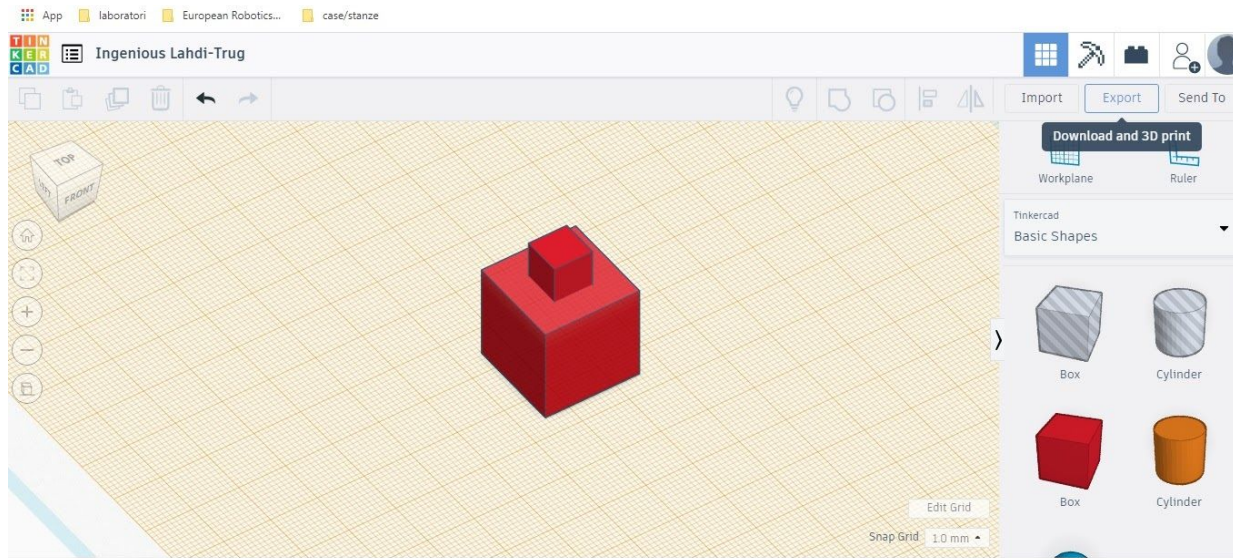 App laboratori European Robotics... case/stanze
TIN
KER
CAD
Ingenious Lahdi-Trug
Import Export Send To
Download and 3D print
TOP
FRONT
Workplane Ruler
Tinkercad
Basic Shapes
Box Cylinder
Box Cylinder
Edit Grid
Snap Grid 1.0 mm